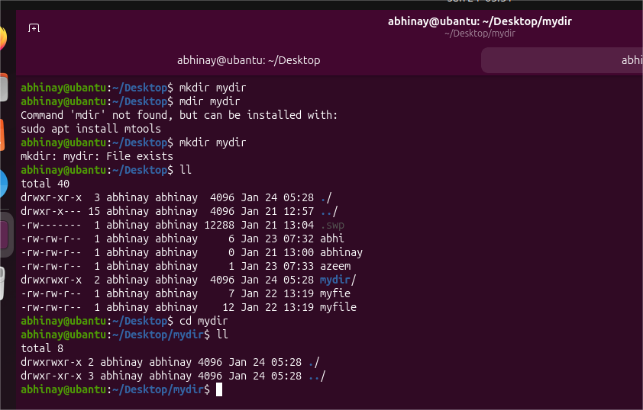 abhinay@ubantu: ~/Desktop/mydir
~/Desktop/mydir
abhinay@ubantu: ~/Desktop
abhinay@ubantu:~/Desktop$ mkdir mydir
abhinay@ubantu:~/Desktop$ mdir mydir
Command 'mdir' not found, but can be installed with:
sudo apt install mtools
abhinay@ubantu:~/Desktop$ mkdir mydir
mkdir: mydir: File exists
abhinay@ubantu:~/Desktop$ ll
total 40
drwxr-xr-x  3 abhinay abhinay  4096 Jan 24 05:28 ./
drwxr-x--- 15 abhinay abhinay  4096 Jan 21 12:57 ../
-rw-------  1 abhinay abhinay 12288 Jan 21 13:04 .swp
-rw-rw-r--  1 abhinay abhinay     6 Jan 23 07:32 abhi
-rw-rw-r--  1 abhinay abhinay     0 Jan 21 13:00 abhinay
-rw-rw-r--  1 abhinay abhinay     1 Jan 23 07:33 azeem
drwxrwxr-x  2 abhinay abhinay  4096 Jan 24 05:28 mydir/
-rw-rw-r--  1 abhinay abhinay     7 Jan 22 13:19 myfie
-rw-rw-r--  1 abhinay abhinay    12 Jan 22 13:19 myfile
abhinay@ubantu:~/Desktop$ cd mydir
abhinay@ubantu:~/Desktop/mydir$ ll
total 8
drwxrwxr-x 2 abhinay abhinay 4096 Jan 24 05:28 ./
drwxr-xr-x 3 abhinay abhinay 4096 Jan 24 05:28 ../
abhinay@ubantu:~/Desktop/mydir$